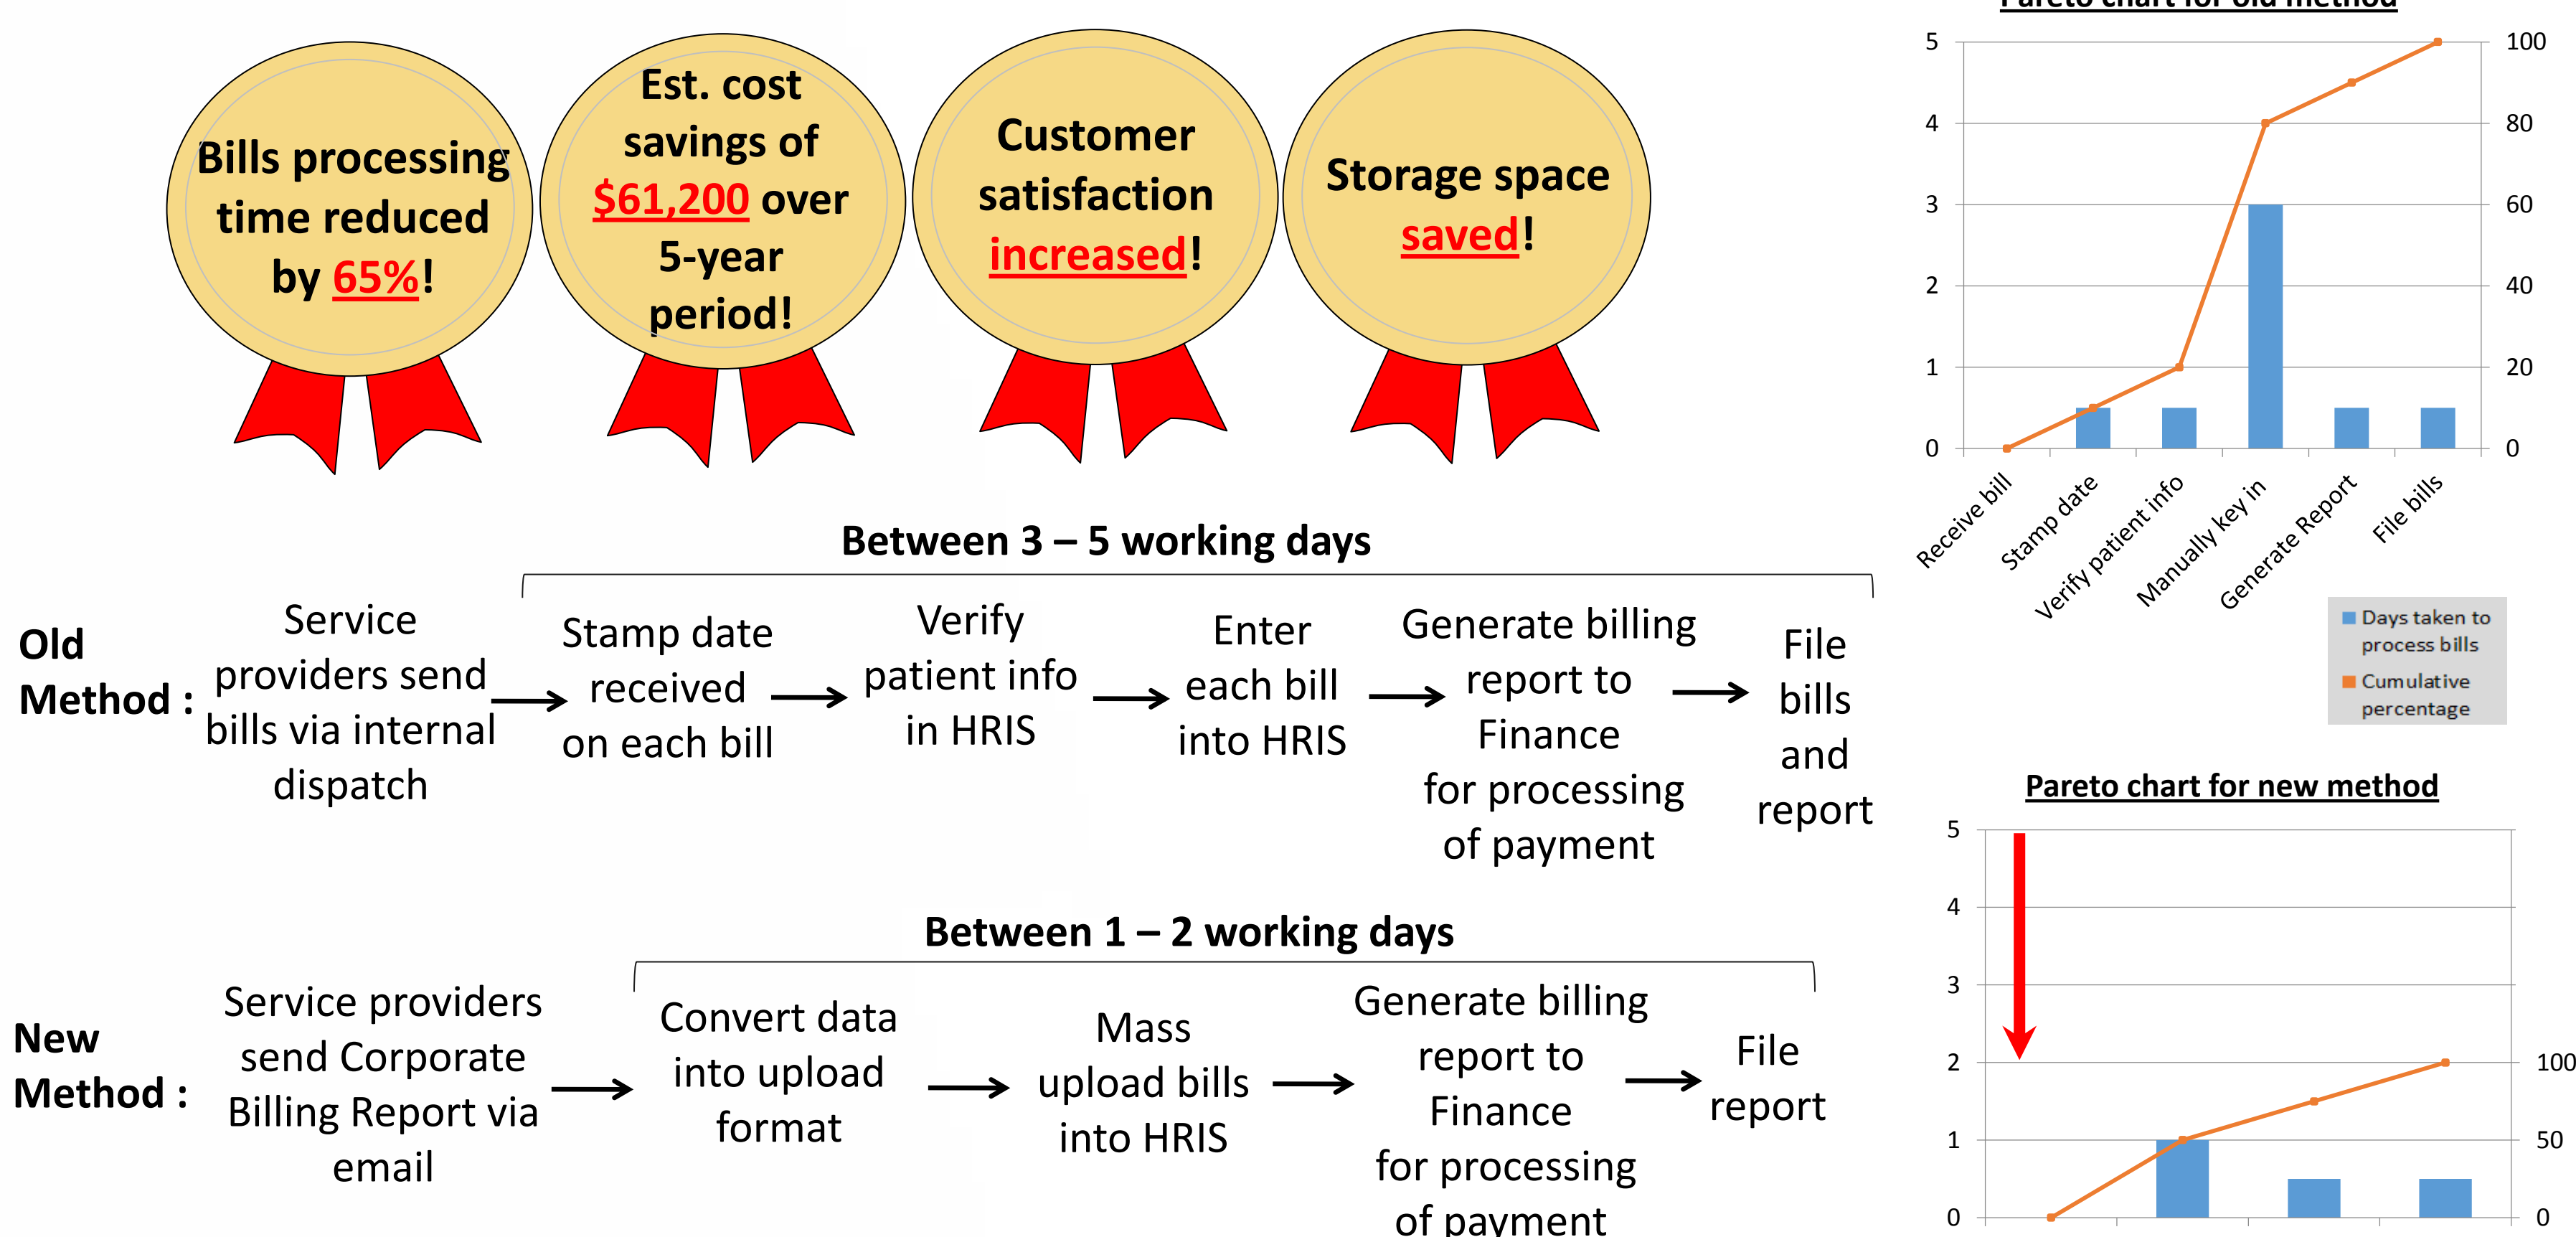 Bills processing
time reduced
by 65%!
Est. cost
savings of
$61,200 over
5-year
period!
Customer
satisfaction
increased!
Storage space
saved!
Pareto chart for old method
5
4
3
2
1
0
100
80
60
40
20
0
Receive bill
Stamp date
Verify patient info
Manually key in
Generate Report
File bills
Days taken to
process bills
Cumulative
percentage
Between 3 – 5 working days
Old
Method :
Service
providers send
bills via internal
dispatch
Stamp date
received
on each bill
Verify
patient info
in HRIS
Enter
each bill
into HRIS
Generate billing
report to
Finance
for processing
of payment
File
bills
and
report
Between 1 – 2 working days
New
Method :
Service providers
send Corporate
Billing Report via
email
Convert data
into upload
format
Mass
upload bills
into HRIS
Generate billing
report to
Finance
for processing
of payment
File
report
Pareto chart for new method
5
4
3
2
1
0
100
50
0